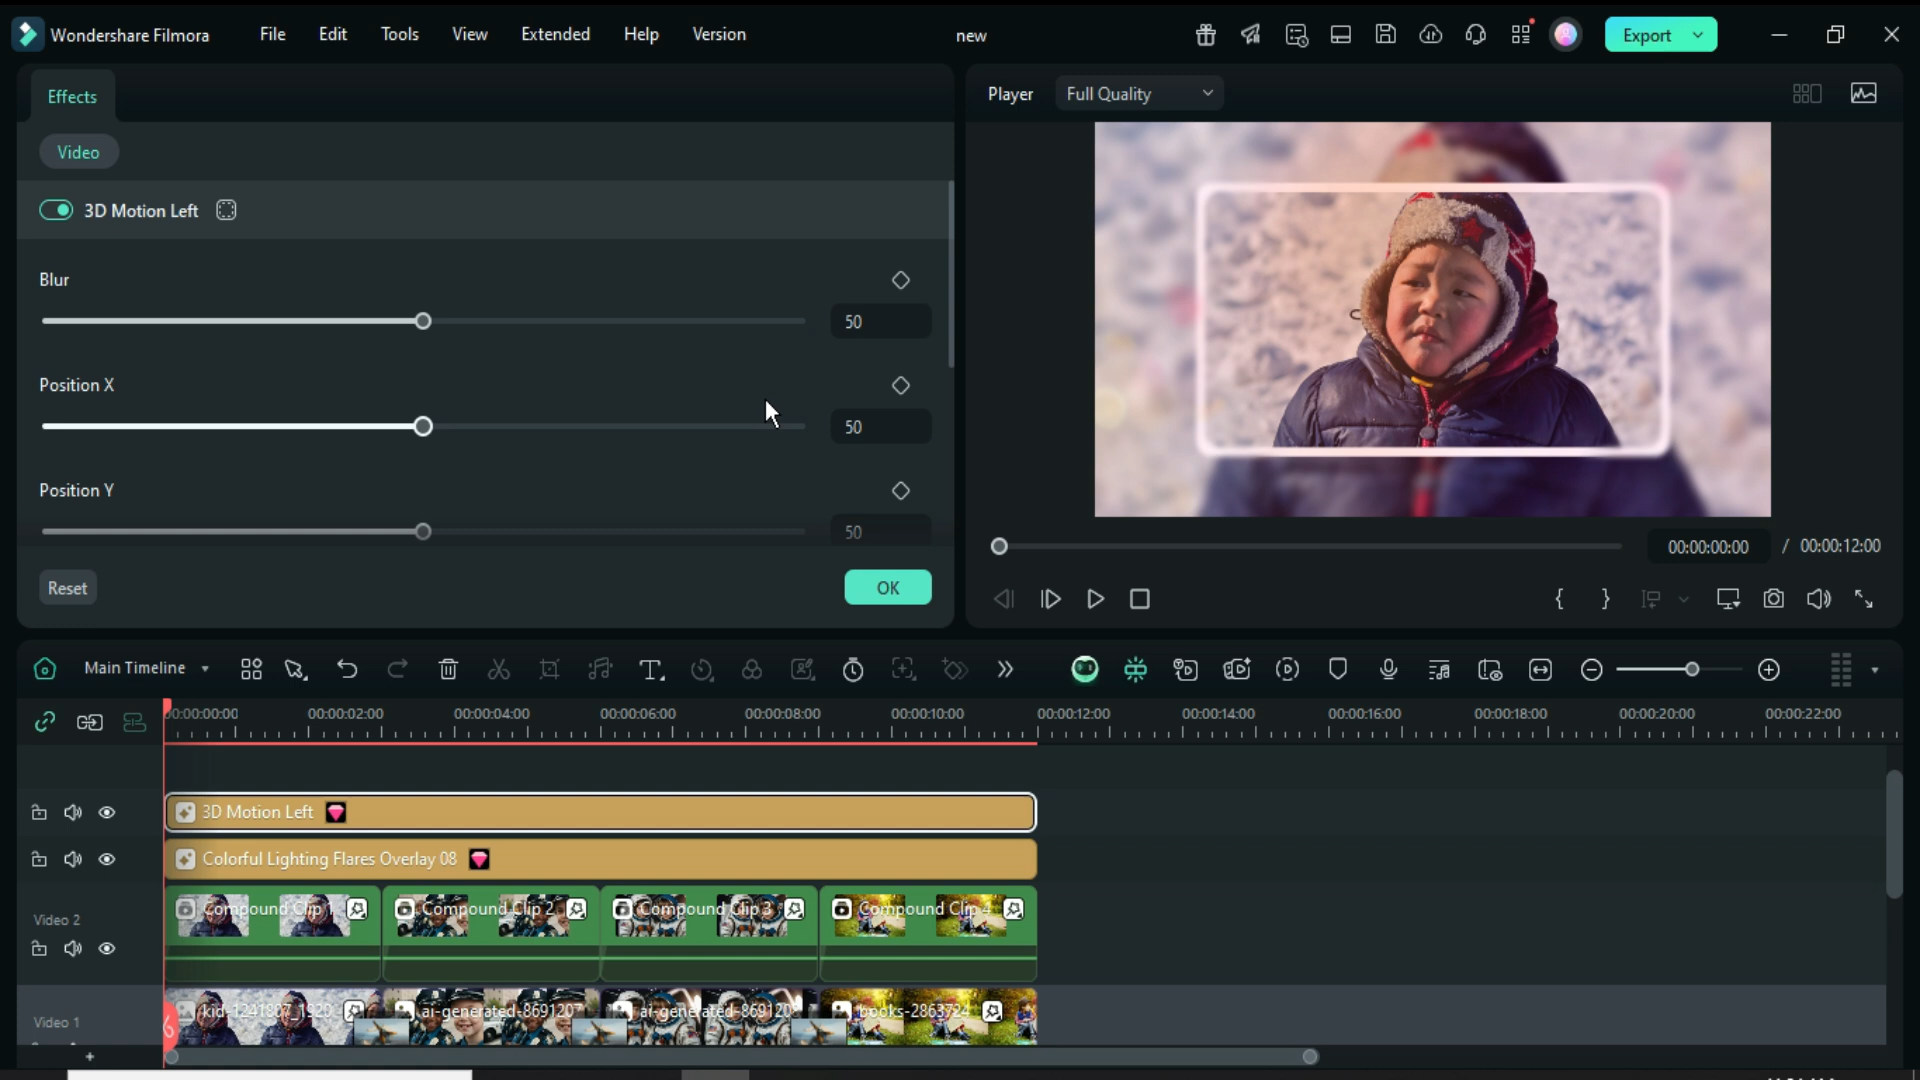 Wondershare Filmora File Edit Tools View Extended Help Version new Export
Effects
Player Full Quality
Video
3D Motion Left
Blur
50
Position X
50
Position Y
50
00:00:00:00 / 00:00:12:00
Reset OK
Main Timeline
00:00:00:00 00:00:02:00 00:00:04:00 00:00:06:00 00:00:08:00 00:00:10:00 00:00:12:00 00:00:14:00 00:00:16:00 00:00:18:00 00:00:20:00 00:00:22:00
3D Motion Left
Colorful Lighting Flares Overlay 08
Video 2
Compound Clip Compound Clip 2 Compound Clip 3 Compound Clip 4
Video 1
kid-1241807_1920 ai-generated-8691207 ai-generated-869120 books-2863724